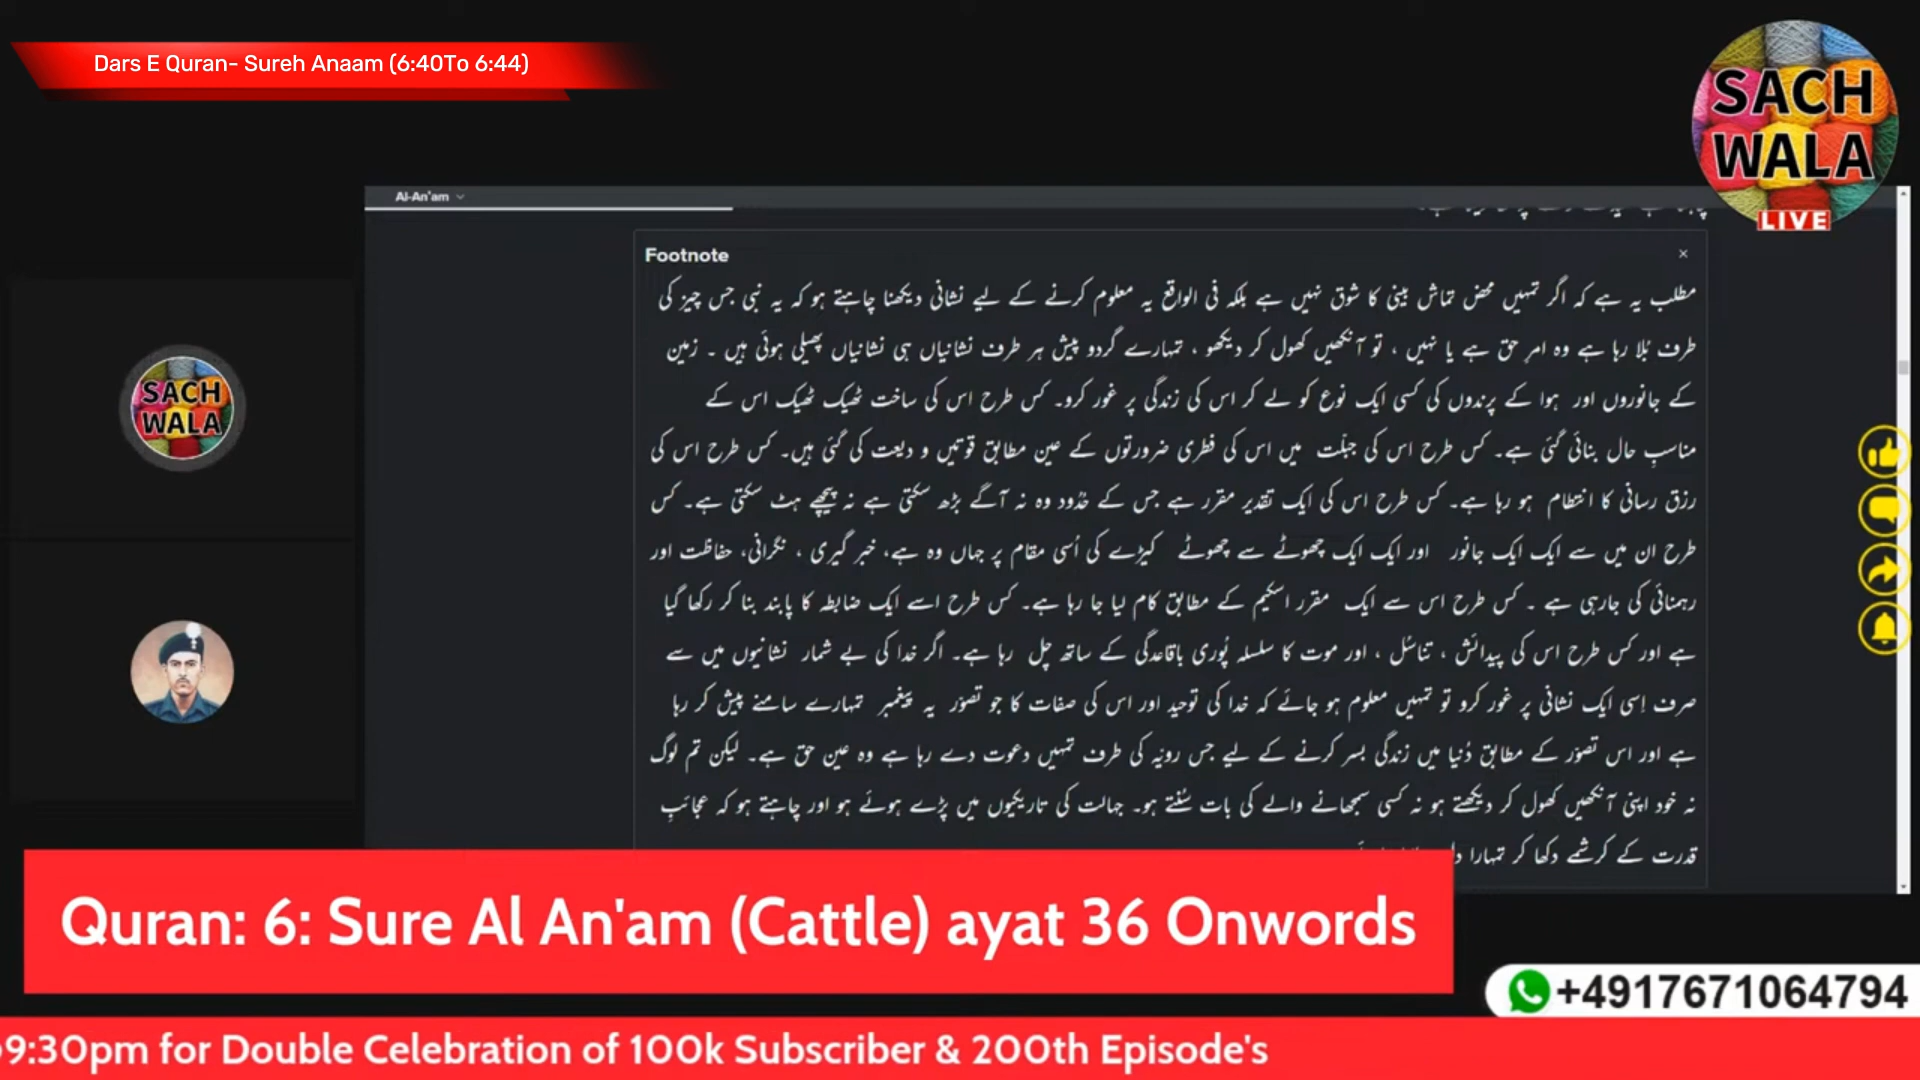 Dars E Quran- Sureh Anaam (6:40To 6:44)
SACH
WALA
LIVE
Al-An'am
Footnote
مطلب یہ ہے کہ اگر تمہیں محض تماش بینی کا شوق نہیں ہے بلکہ فی الواقع یہ معلوم کرنے کے لیے نشانی دیکھنا چاہتے ہو کہ یہ نبی جس چیز کی
طرف بُلا رہا ہے وہ امرِ حق ہے یا نہیں ، تو آنکھیں کھول کر دیکھو ، تمہارے گردو پیش ہر طرف نشانیاں ہی نشانیاں پھیلی ہوئی ہیں ۔ زمین
کے جانوروں اور ہوا کے پرندوں کی کسی ایک نوع کو لے کر اس کی زندگی پر غور کرو۔ کس طرح اس کی ساخت ٹھیک ٹھیک اس کے
مناسبِ حال بنائی گئی ہے۔ کس طرح اس کی جبلّت میں اس کی فطری ضرورتوں کے عین مطابق قوتیں و دیعت کی گئی ہیں۔ کس طرح اس کی
رزق رسانی کا انتظام ہو رہا ہے۔ کس طرح اس کی ایک تقدیر مقرر ہے جس کے حُدُود وہ نہ آگے بڑھ سکتی ہے نہ پیچھے ہٹ سکتی ہے۔ کس
طرح ان میں سے ایک ایک جانور اور ایک ایک چھوٹے سے چھوٹے کیڑے کی اُسی مقام پر جہاں وہ ہے، خبر گیری ، نگرانی، حفاظت اور
رہمنائی کی جارہی ہے ۔ کس طرح اس سے ایک مقرر اسکیم کے مطابق کام لیا جا رہا ہے۔ کس طرح اسے ایک ضابطہ کا پابند بنا کر رکھا گیا
ہے اور کس طرح اس کی پیدائش ، تناسُل ، اور موت کا سلسلہ پُوری باقاعدگی کے ساتھ چل رہا ہے۔ اگر خدا کی بے شمار نشانیوں میں سے
صرف اِسی ایک نشانی پر غور کرو تو تمہیں معلوم ہو جائے کہ خدا کی توحید اور اس کی صفات کا جو تصوّر یہ پیغمبر تمہارے سامنے پیش کر رہا
ہے اور اس تصوّر کے مطابق دُنیا میں زندگی بسر کرنے کے لیے جس رویّہ کی طرف تمہیں دعوت دے رہا ہے وہ عین حق ہے۔ لیکن تم لوگ
نہ خود اپنی آنکھیں کھول کر دیکھتے ہو نہ کسی سمجھانے والے کی بات سُنتے ہو۔ جہالت کی تاریکیوں میں پڑے ہوئے ہو اور چاہتے ہو کہ عجائبِ
قدرت کے کرشمے دکھا کر تمہارا
SACH
WALA
Quran: 6: Sure Al An'am (Cattle) ayat 36 Onwords
+4917671064794
9:30pm for Double Celebration of 100k Subscriber & 200th Episode's